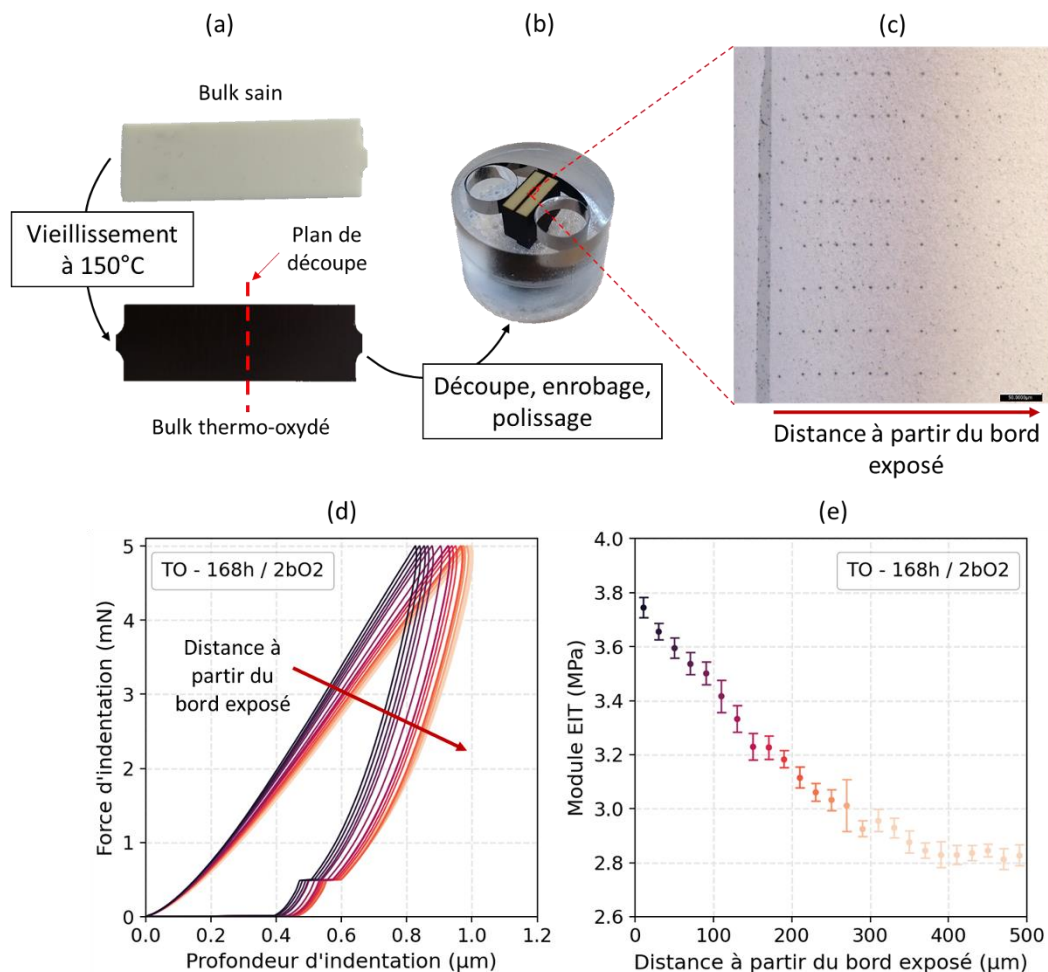 (a)
(b)
(c)
Bulk sain
Vieillissement
à 150°C
Plan de
découpe
Bulk thermo-oxydé
Découpe, enrobage,
polissage
Distance à partir du bord
exposé
(d)
TO - 168h / 2bO2
Distance à
partir du
bord exposé
Force d'indentation (mN)
5
4
3
2
1
0
0.0 0.2 0.4 0.6 0.8 1.0 1.2
Profondeur d'indentation (μm)
(e)
TO - 168h / 2bO2
Module EIT (MPa)
4.0
3.8
3.6
3.4
3.2
3.0
2.8
2.6
0 100 200 300 400 500
Distance à partir du bord exposé (μm)